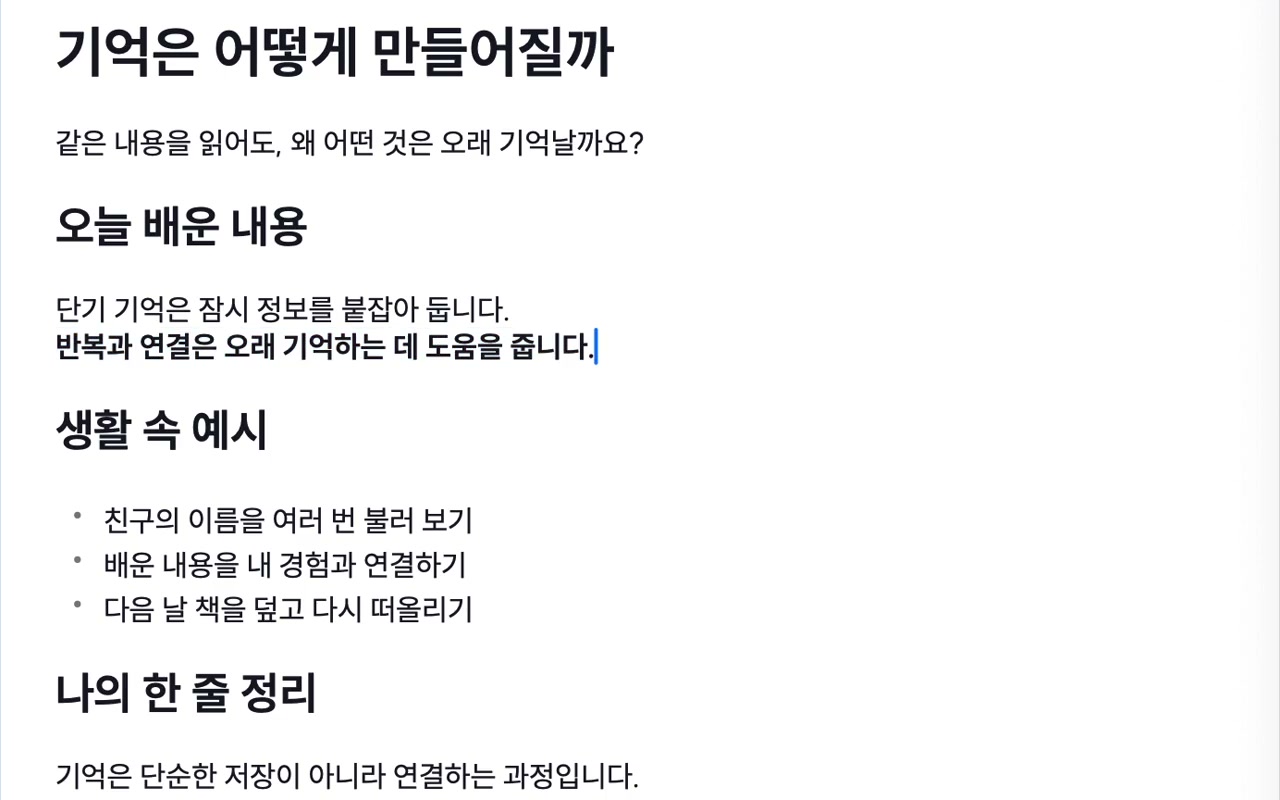 기억은 어떻게 만들어질까
같은 내용을 읽어도, 왜 어떤 것은 오래 기억날까요?
오늘 배운 내용
단기 기억은 잠시 정보를 붙잡아 둡니다.
반복과 연결은 오래 기억하는 데 도움을 줍니다.
생활 속 예시
• 친구의 이름을 여러 번 불러 보기
• 배운 내용을 내 경험과 연결하기
• 다음 날 책을 덮고 다시 떠올리기
나의 한 줄 정리
기억은 단순한 저장이 아니라 연결하는 과정입니다.